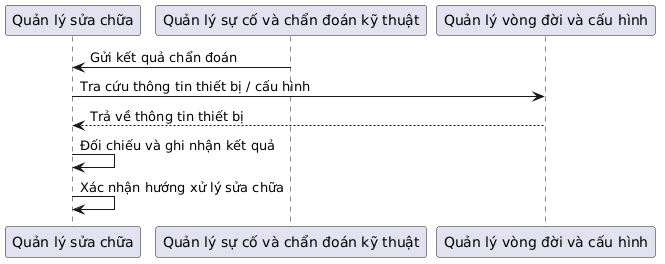 Quản lý sửa chữa
Quản lý sự cố và chẩn đoán kỹ thuật
Quản lý vòng đời và cấu hình
Gửi kết quả chẩn đoán
Tra cứu thông tin thiết bị / cấu hình
Trả về thông tin thiết bị
Đối chiếu và ghi nhận kết quả
Xác nhận hướng xử lý sửa chữa
Quản lý sửa chữa
Quản lý sự cố và chẩn đoán kỹ thuật
Quản lý vòng đời và cấu hình